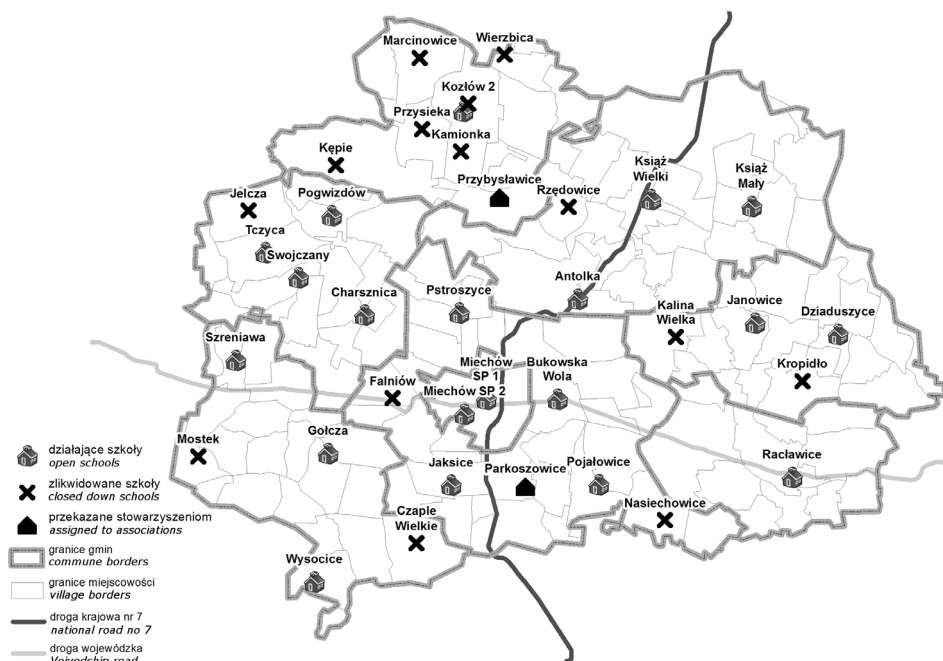 Marcinowice
Wierzbica
Kozłów 2
Przysieka
Kamionka
Kępie
Przybysławice
Rzędowice
Książ
Wielki
Książ
Mały
Jelcza
Pogwizdów
Tczyca
Swojczany
Charsznica
Pstroszyce
Antolka
Kalina
Wielka
Janowice
Dziaduszyce
Kropidło
Szreniawa
Falniów
Miechów
SP 1
Miechów SP 2
Bukowska
Wola
Mostek
Gołcza
Jaksice
Parkoszowice
Pojałowice
Racławice
Nasiechowice
Czaple
Wielkie
Wysocice
działające szkoły
open schools
zlikwidowane szkoły
closed down schools
przekazane stowarzyszeniom
assigned to associations
granice gmin
commune borders
granice miejscowości
village borders
droga krajowa nr 7
national road no 7
droga wojewódzka
Voivodship road